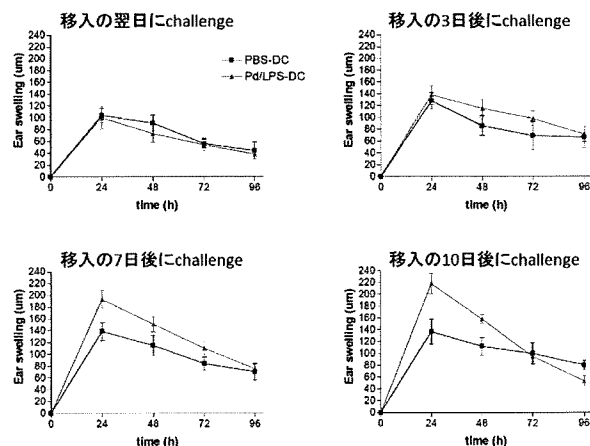 移入の翌日にchallenge
Ear swelling (um)
240
220
200
180
160
140
120
100
80
60
40
20
0
PBS-DC
Pd/LPS-DC
0 24 48 72 96
time (h)
移入の3日後にchallenge
Ear swelling (um)
240
220
200
180
160
140
120
100
80
60
40
20
0
0 24 48 72 96
time (h)
移入の7日後にchallenge
Ear swelling (um)
240
220
200
180
160
140
120
100
80
60
40
20
0
0 24 48 72 96
time (h)
移入の10日後にchallenge
Ear swelling (um)
240
220
200
180
160
140
120
100
80
60
40
20
0
0 24 48 72 96
time (h)